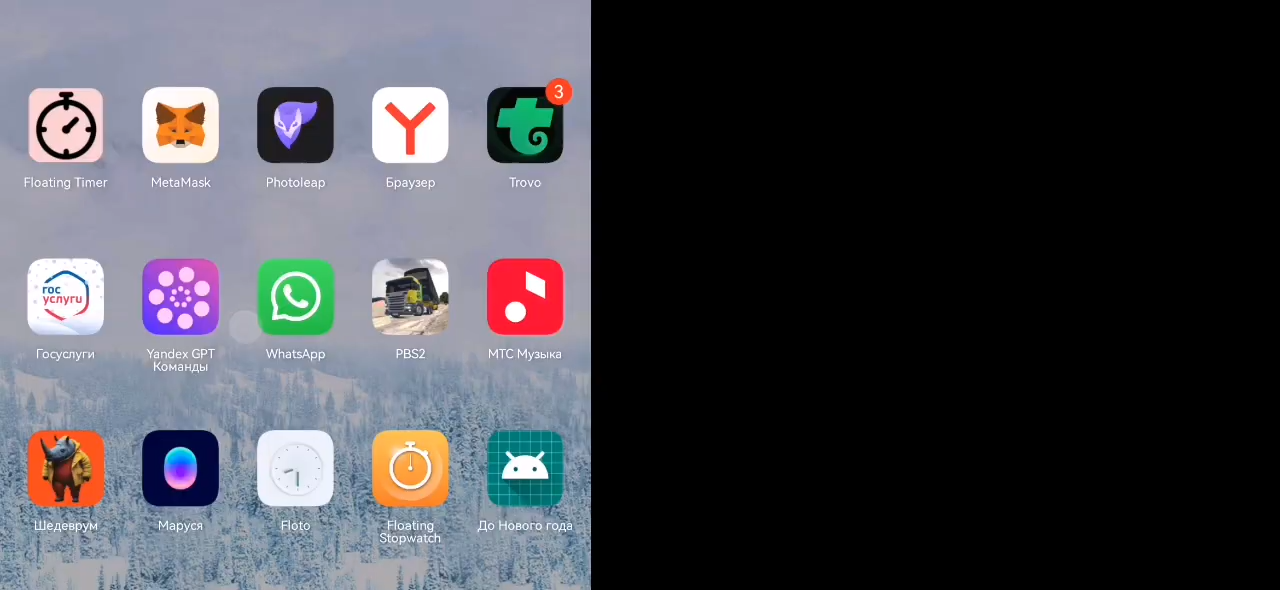 3
Floating Timer
MetaMask
Photoleap
Браузер
Trovo
гос
услуги
Госуслуги
Yandex GPT
Команды
WhatsApp
PBS2
МТС Музыка
Шедеврум
Маруся
Floto
Floating
Stopwatch
До Нового года